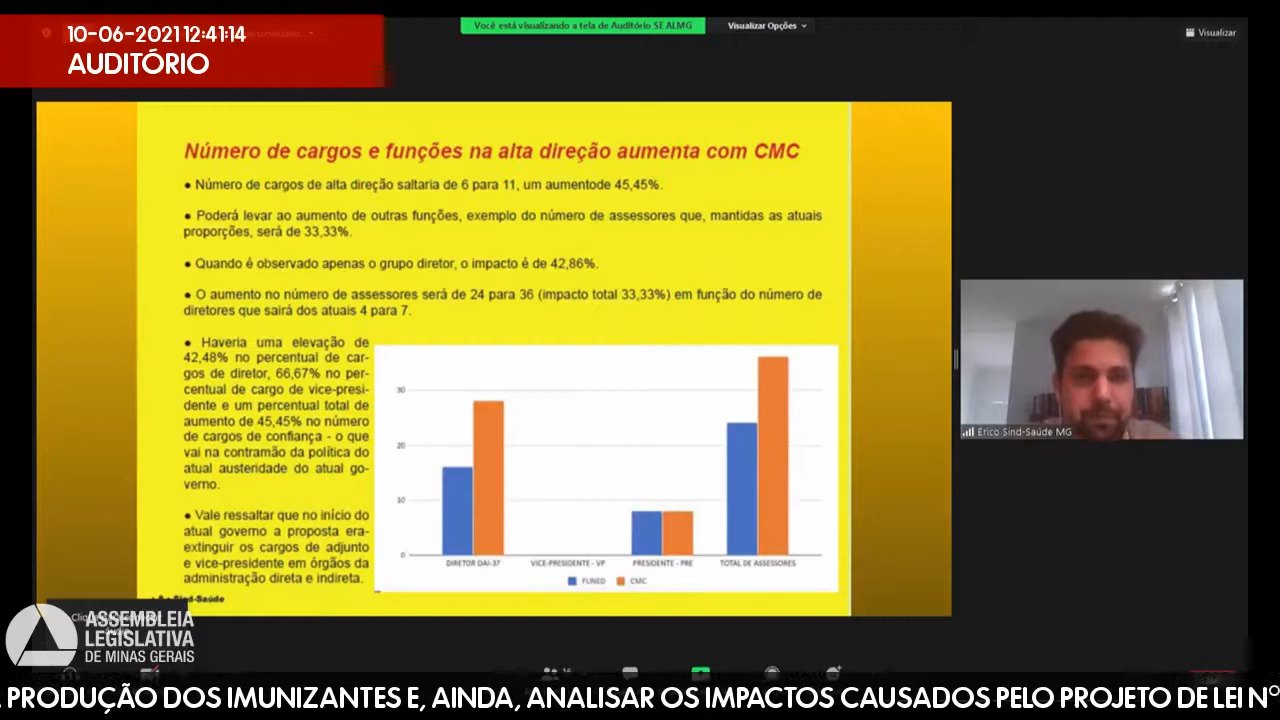 10-06-2021 12:41:14
AUDITÓRIO
Você está visualizando a tela de Auditório SE ALMG
Visualizar Opções
Visualizar
Número de cargos e funções na alta direção aumenta com CMC
● Número de cargos de alta direção saltaria de 6 para 11, um aumentode 45,45%.
● Poderá levar ao aumento de outras funções, exemplo do número de assessores que, mantidas as atuais
proporções, será de 33,33%.
● Quando é observado apenas o grupo diretor, o impacto é de 42,86%.
● O aumento no número de assessores será de 24 para 36 (impacto total 33,33%) em função do número de
diretores que sairá dos atuais 4 para 7.
● Haveria uma elevação de
42,48% no percentual de car-
gos de diretor, 66,67% no per-
centual de cargo de vice-presi-
dente e um percentual total de
aumento de 45,45% no número
de cargos de confiança - o que
vai na contramão da política do
atual austeridade do atual go-
verno.
● Vale ressaltar que no início do
atual governo a proposta era-
extinguir os cargos de adjunto
e vice-presidente em órgãos da
administração direta e indireta.
30
20
10
0
DIRETOR DAI-37
VICE-PRESIDENTE - VP
PRESIDENTE - PRE
TOTAL DE ASSESSORES
FUNED
CMC
Sind-Saúde
Erico Sind-Saúde MG
ASSEMBLEIA
LEGISLATIVA
DE MINAS GERAIS
PRODUÇÃO DOS IMUNIZANTES E, AINDA, ANALISAR OS IMPACTOS CAUSADOS PELO PROJETO DE LEI Nº